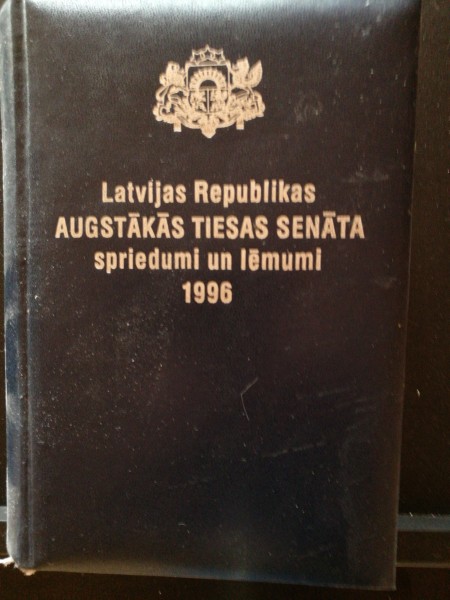 Latvijas Republikas
AUGSTĀKĀS TIESAS SENĀTA
spriedumi un lēmumi
1996